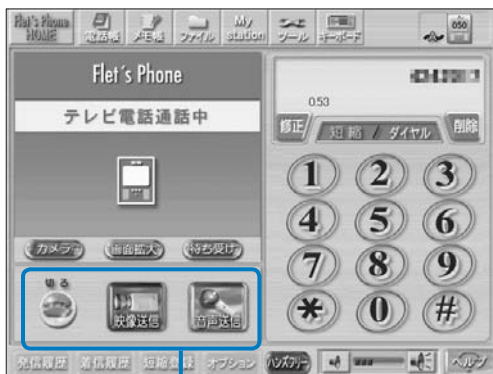 Flet's Phone HOME
電話帳
メモ帳
ファイル
My station
ツール
キーボード
050
Flet's Phone
テレビ電話通話中
0:53
修正
短縮 / ダイヤル
削除
カメラ
画面拡大
待ち受け
1 2 3
4 5 6
7 8 9
* 0 #
切る
映像送信
音声送信
発信履歴
着信履歴
短縮登録
オプション
ハンズフリー
ヘルプ